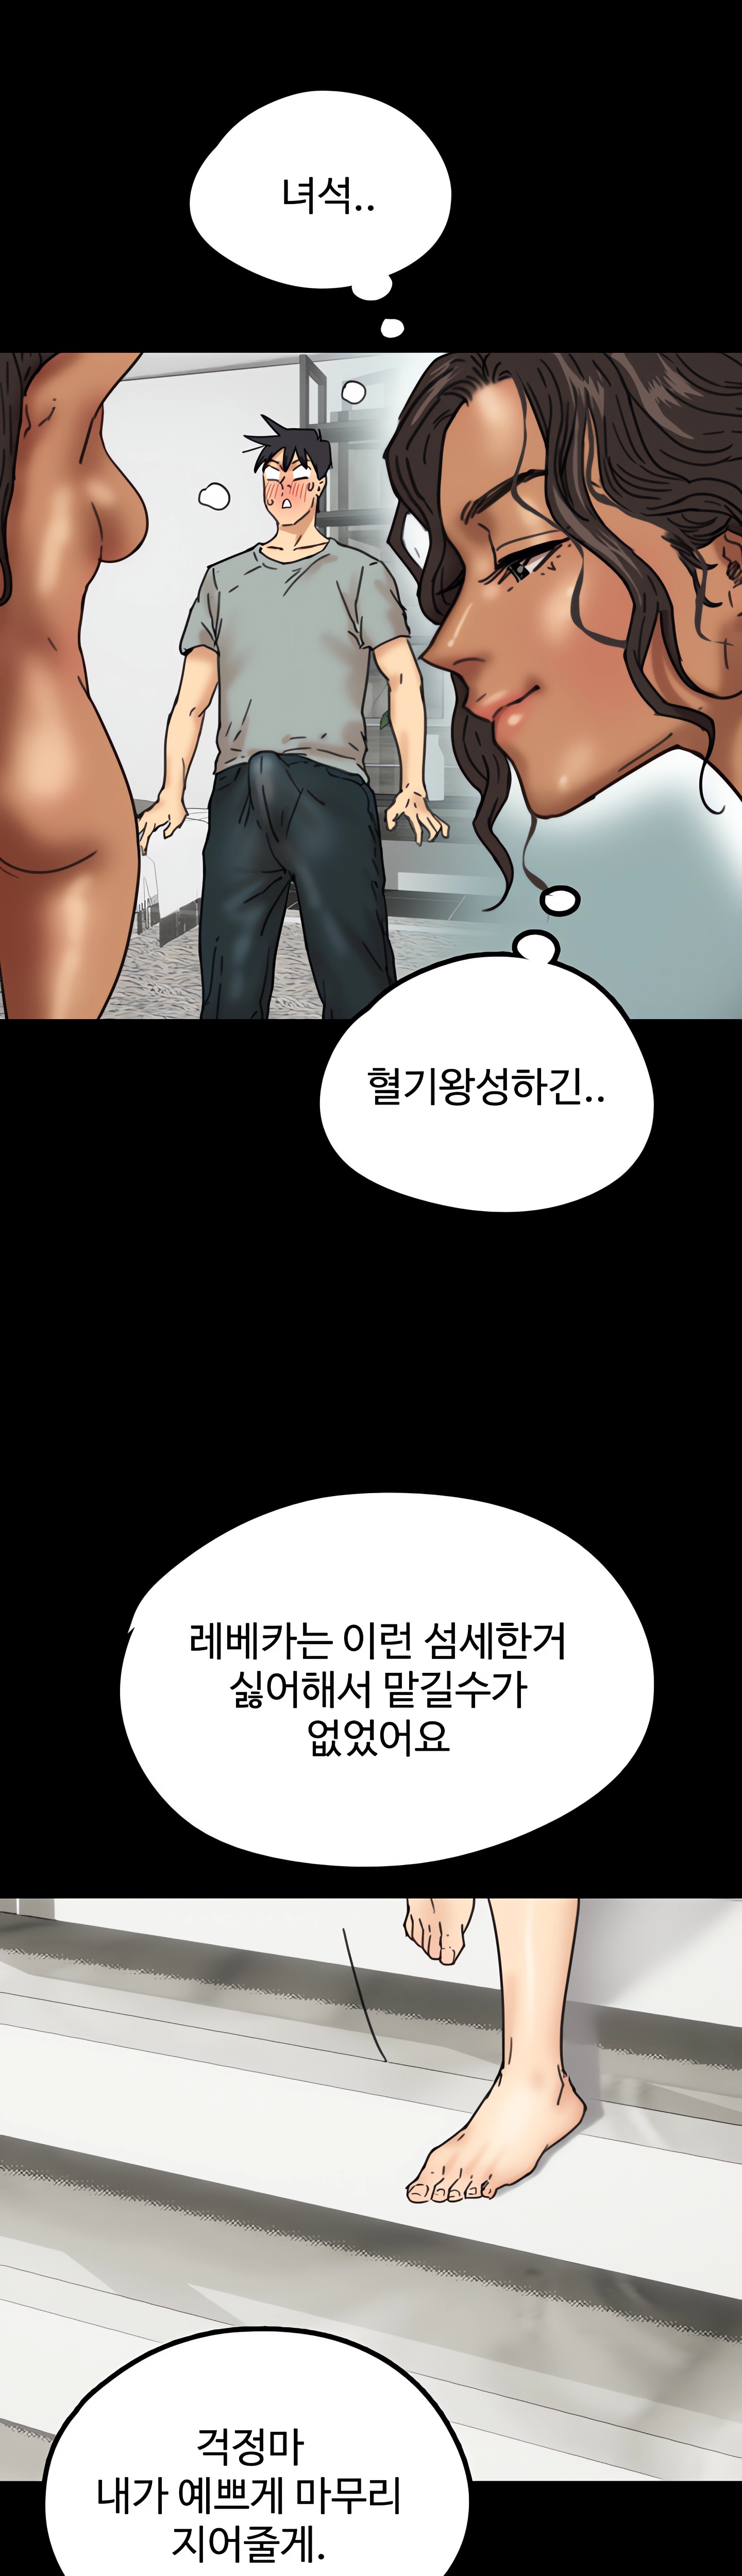 녀석..
혈기왕성하긴..
레베카는 이런 섬세한거
싫어해서 맡길수가
없었어요
걱정마
내가 예쁘게 마무리
지어줄게.